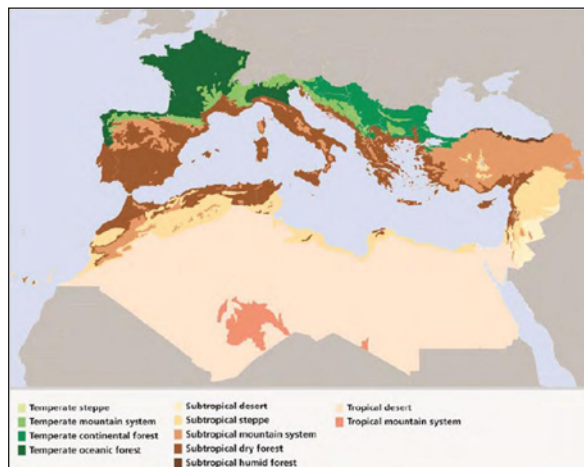 Temperate steppe
Temperate mountain system
Temperate continental forest
Temperate oceanic forest
Subtropical desert
Subtropical steppe
Subtropical mountain system
Subtropical dry forest
Subtropical humid forest
Tropical desert
Tropical mountain system